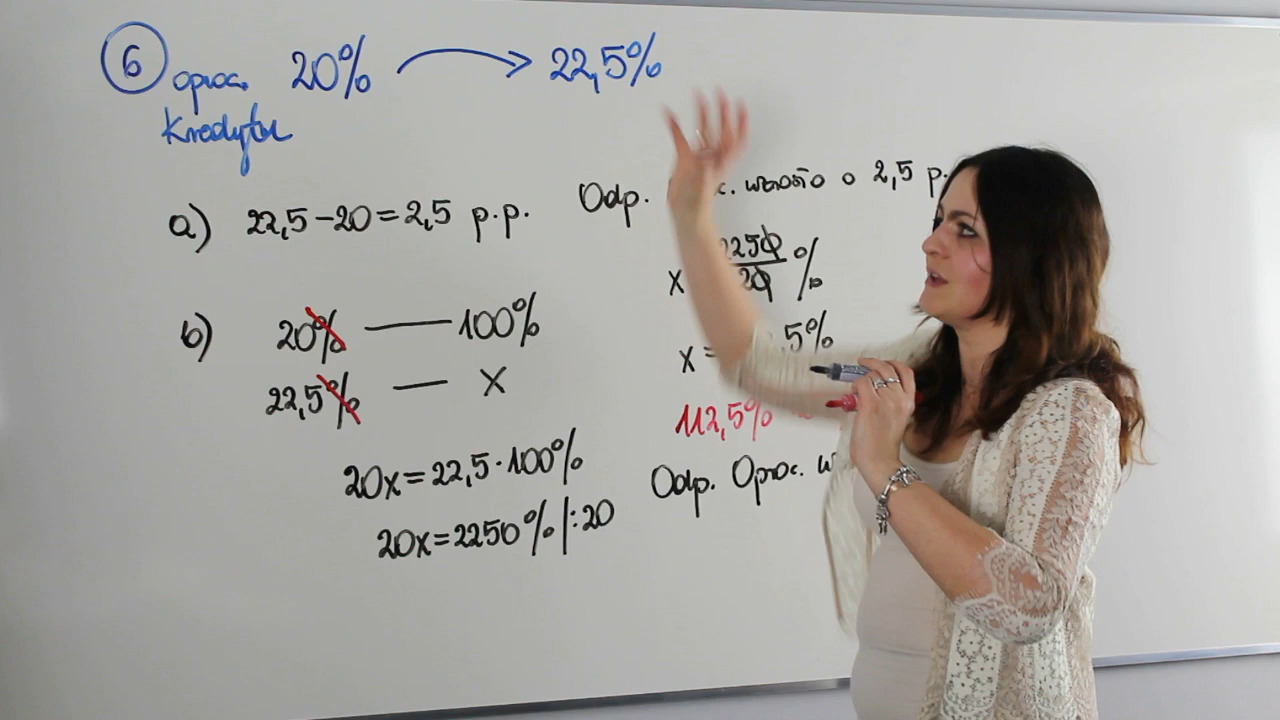 6 oproc. 20% → 22,5%
kredytu
a) 22,5-20=2,5 p.p.
Odp. wzrosło o 2,5 p.
b) 20% — 100%
22,5% — X
20x=22,5·100%
20x=2250% |:20
x 2250/20 %
x = 5%
112,5%
Odp. Oproc. w